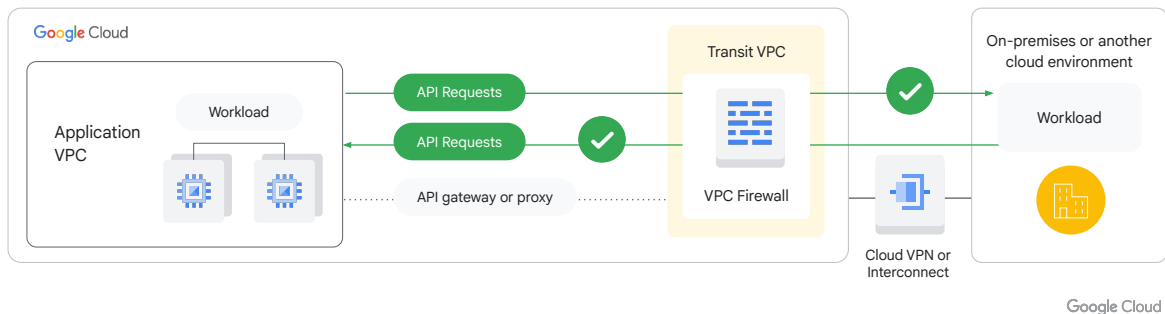 Google Cloud
Application
VPC
Workload
API Requests
API Requests
API gateway or proxy
Transit VPC
VPC Firewall
Cloud VPN or
Interconnect
On-premises or another
cloud environment
Workload
Google Cloud